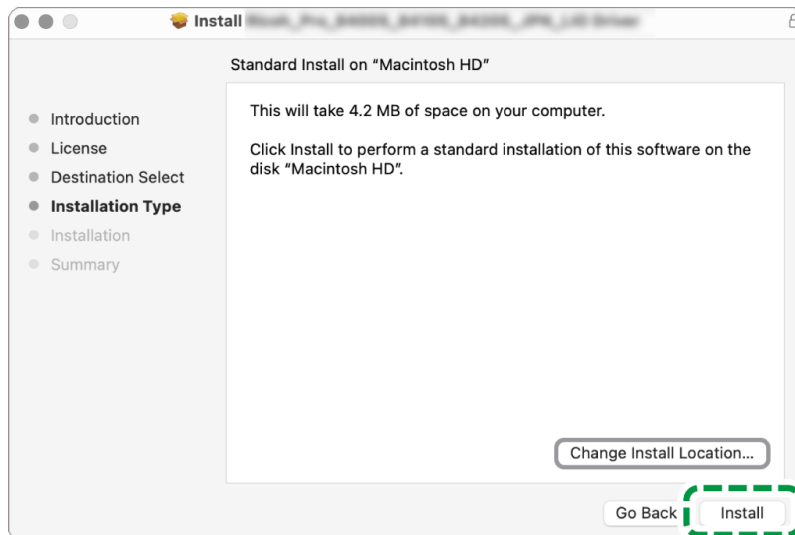 Install
Standard Install on “Macintosh HD”
Introduction
License
Destination Select
Installation Type
Installation
Summary
This will take 4.2 MB of space on your computer.
Click Install to perform a standard installation of this software on the
disk “Macintosh HD”.
Change Install Location...
Go Back
Install